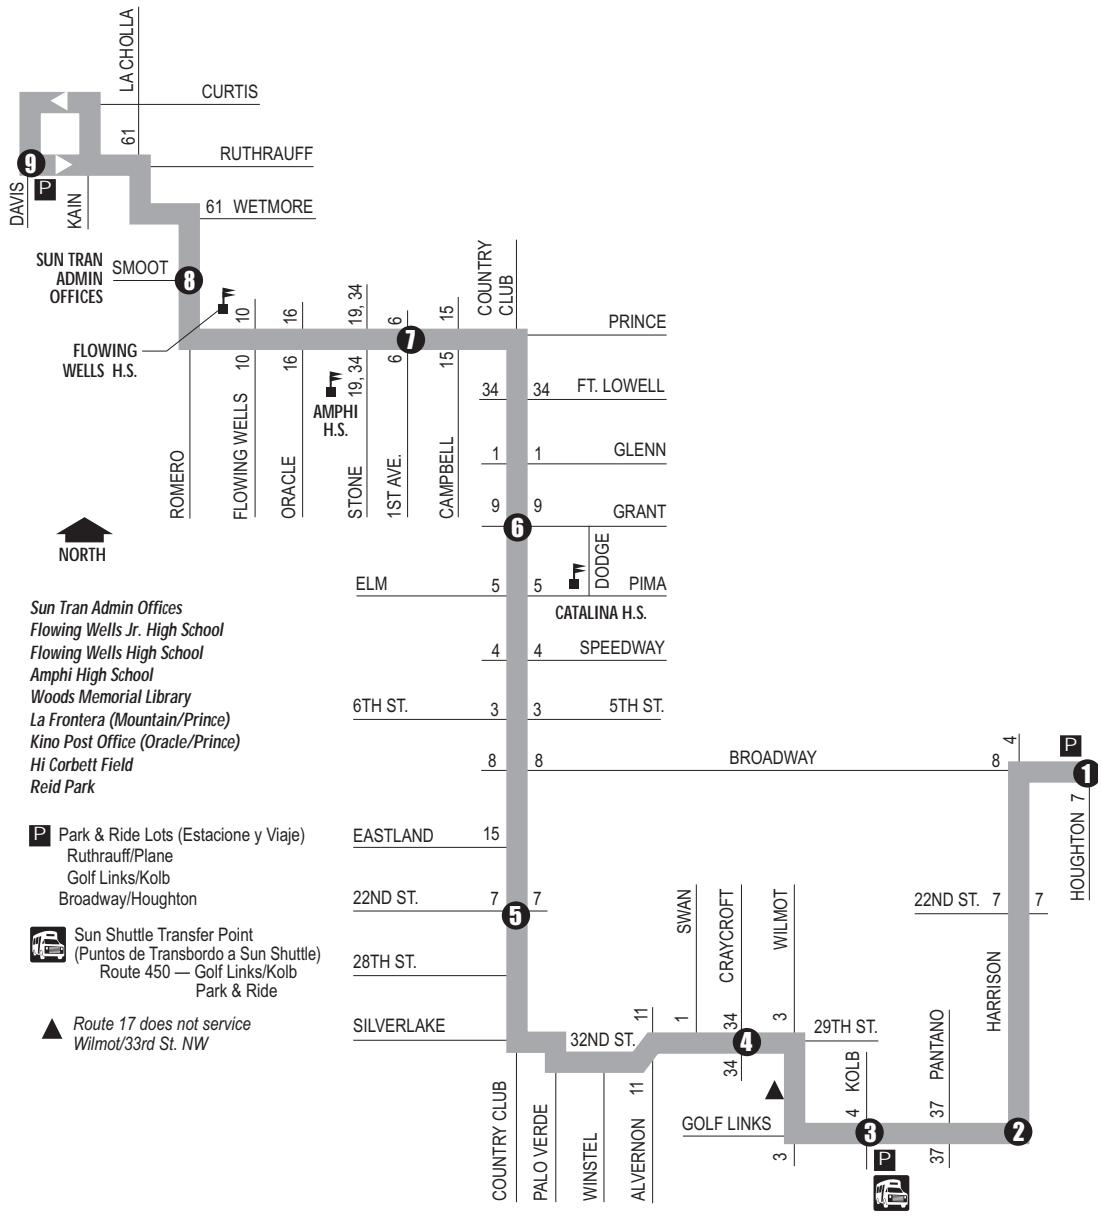 LA CHOLLA
CURTIS
61
RUTHRAUFF
9
P
DAVIS
KAIN
61 WETMORE
SUN TRAN
ADMIN
OFFICES
SMOOT
8
FLOWING
WELLS H.S.
10
16
19, 34
6
15
COUNTRY
CLUB
PRINCE
7
10
16
19, 34
6
15
AMPHI
H.S.
ROMERO
FLOWING WELLS
ORACLE
STONE
1ST AVE.
CAMPBELL
34
34
FT. LOWELL
1
1
GLENN
9
9
GRANT
6
DODGE
NORTH
ELM
5
5
PIMA
CATALINA H.S.
4
4
SPEEDWAY
6TH ST.
3
3
5TH ST.
8
8
BROADWAY
8
4
P
1
HOUGHTON 7
Sun Tran Admin Offices
Flowing Wells Jr. High School
Flowing Wells High School
Amphi High School
Woods Memorial Library
La Frontera (Mountain/Prince)
Kino Post Office (Oracle/Prince)
Hi Corbett Field
Reid Park
P Park & Ride Lots (Estacione y Viaje)
Ruthrauff/Plane
Golf Links/Kolb
Broadway/Houghton
Sun Shuttle Transfer Point
(Puntos de Transbordo a Sun Shuttle)
Route 450 — Golf Links/Kolb
Park & Ride
Route 17 does not service
Wilmot/33rd St. NW
EASTLAND
15
22ND ST.
7
7
5
28TH ST.
SILVERLAKE
32ND ST.
11
11
SWAN
1
CRAYCROFT
34
34
4
WILMOT
3
29TH ST.
22ND ST. 7
7
HARRISON
4 KOLB
37 PANTANO
37
GOLF LINKS
3
3
2
P
COUNTRY CLUB
PALO VERDE
WINSTEL
ALVERNON